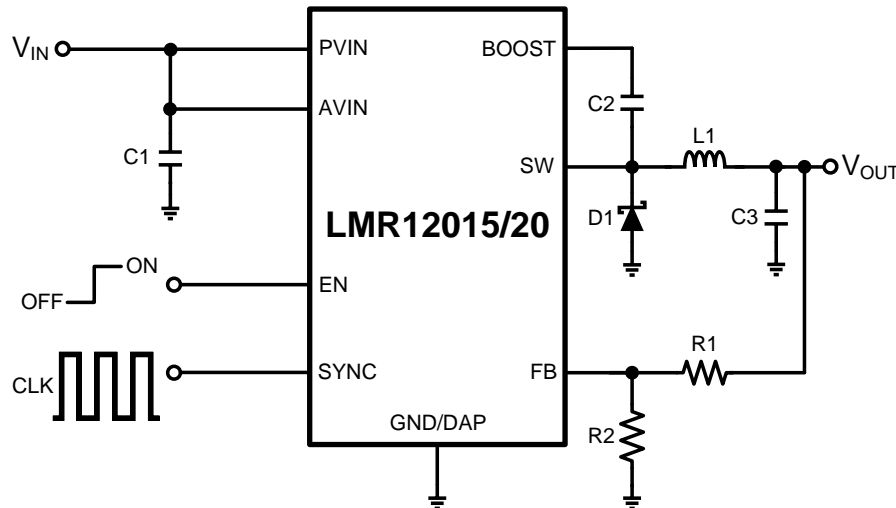 VIN
PVIN
BOOST
AVIN
C2
C1
L1
SW
VOUT
D1
C3
LMR12015/20
ON
OFF
EN
R1
CLK
SYNC
FB
GND/DAP
R2